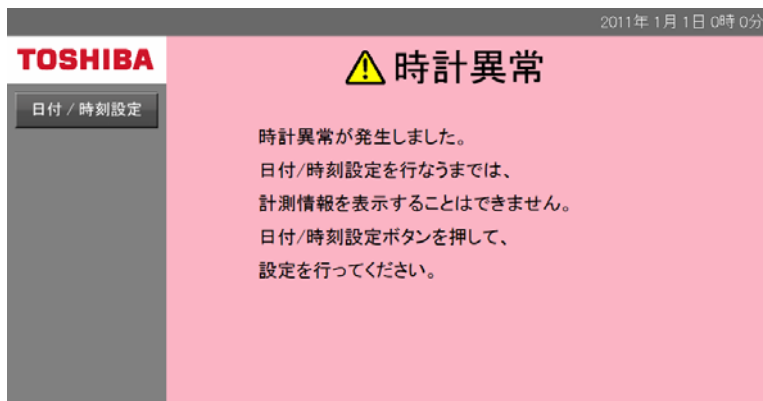 2011年 1月 1日 0時 0分
TOSHIBA
時計異常
日付 / 時刻設定
時計異常が発生しました。
日付/時刻設定を行なうまでは、
計測情報を表示することはできません。
日付/時刻設定ボタンを押して、
設定を行ってください。